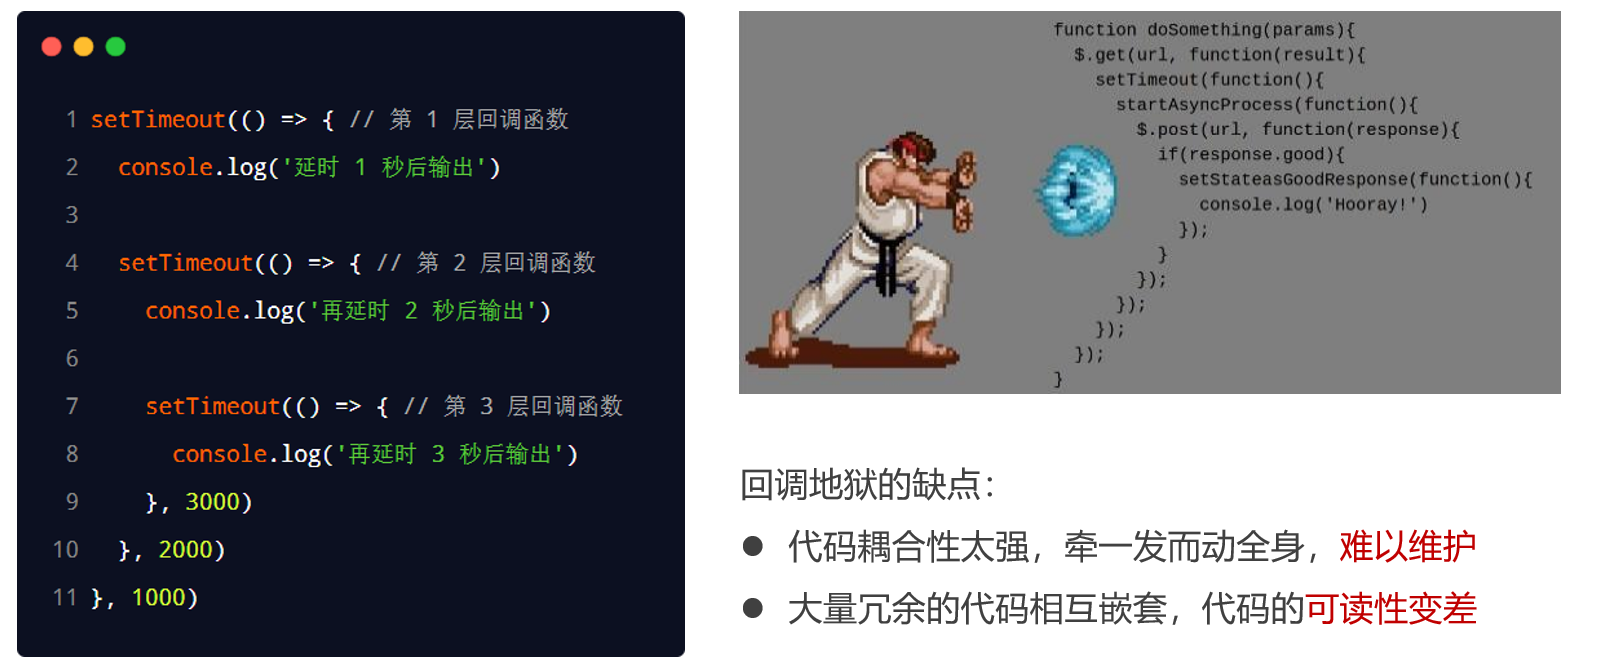 1 setTimeout(() => { // 第 1 层回调函数
2 console.log('延时 1 秒后输出')
3
4 setTimeout(() => { // 第 2 层回调函数
5 console.log('再延时 2 秒后输出')
6
7 setTimeout(() => { // 第 3 层回调函数
8 console.log('再延时 3 秒后输出')
9 }, 3000)
10 }, 2000)
11 }, 1000)
function doSomething(params){
$.get(url, function(result){
setTimeout(function(){
startAsyncProcess(function(){
$.post(url, function(response){
if(response.good){
setStateasGoodResponse(function(){
console.log('Hooray!')
});
}
});
});
});
});
}
回调地狱的缺点：
● 代码耦合性太强，牵一发而动全身，难以维护
● 大量冗余的代码相互嵌套，代码的可读性变差